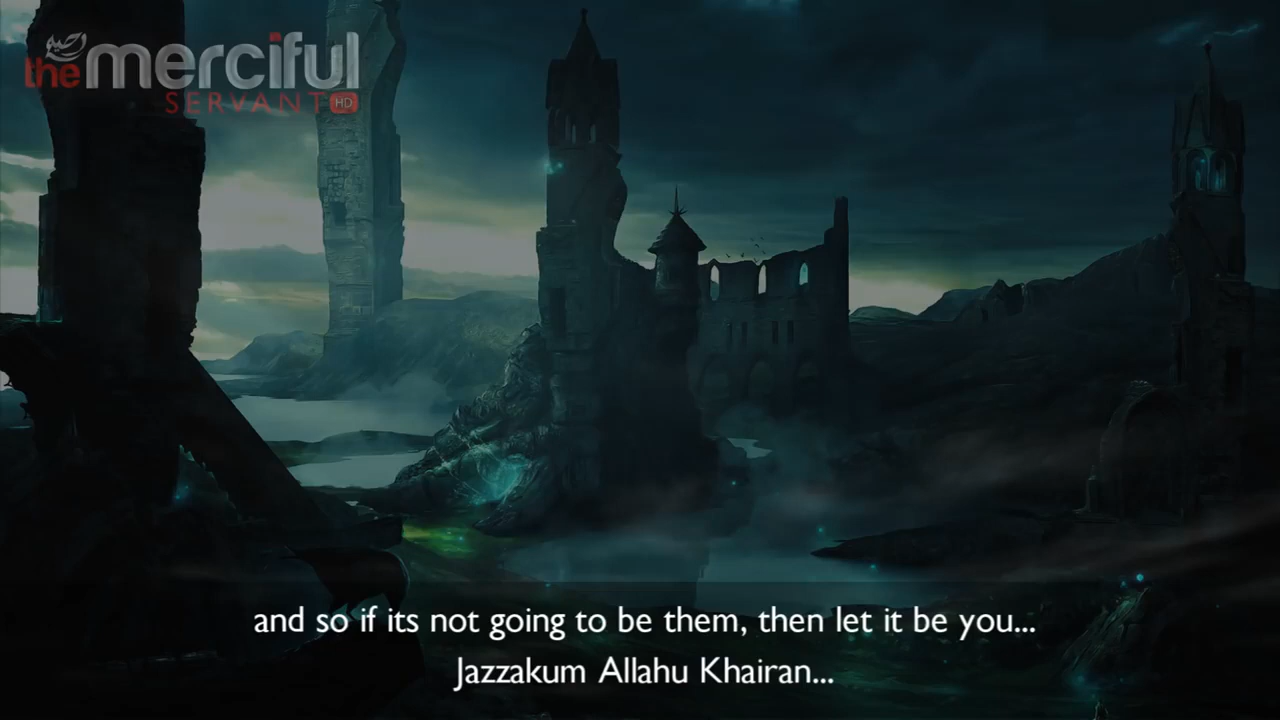 رحيم
the merciful
SERVANT HD
and so if its not going to be them, then let it be you...
Jazzakum Allahu Khairan...